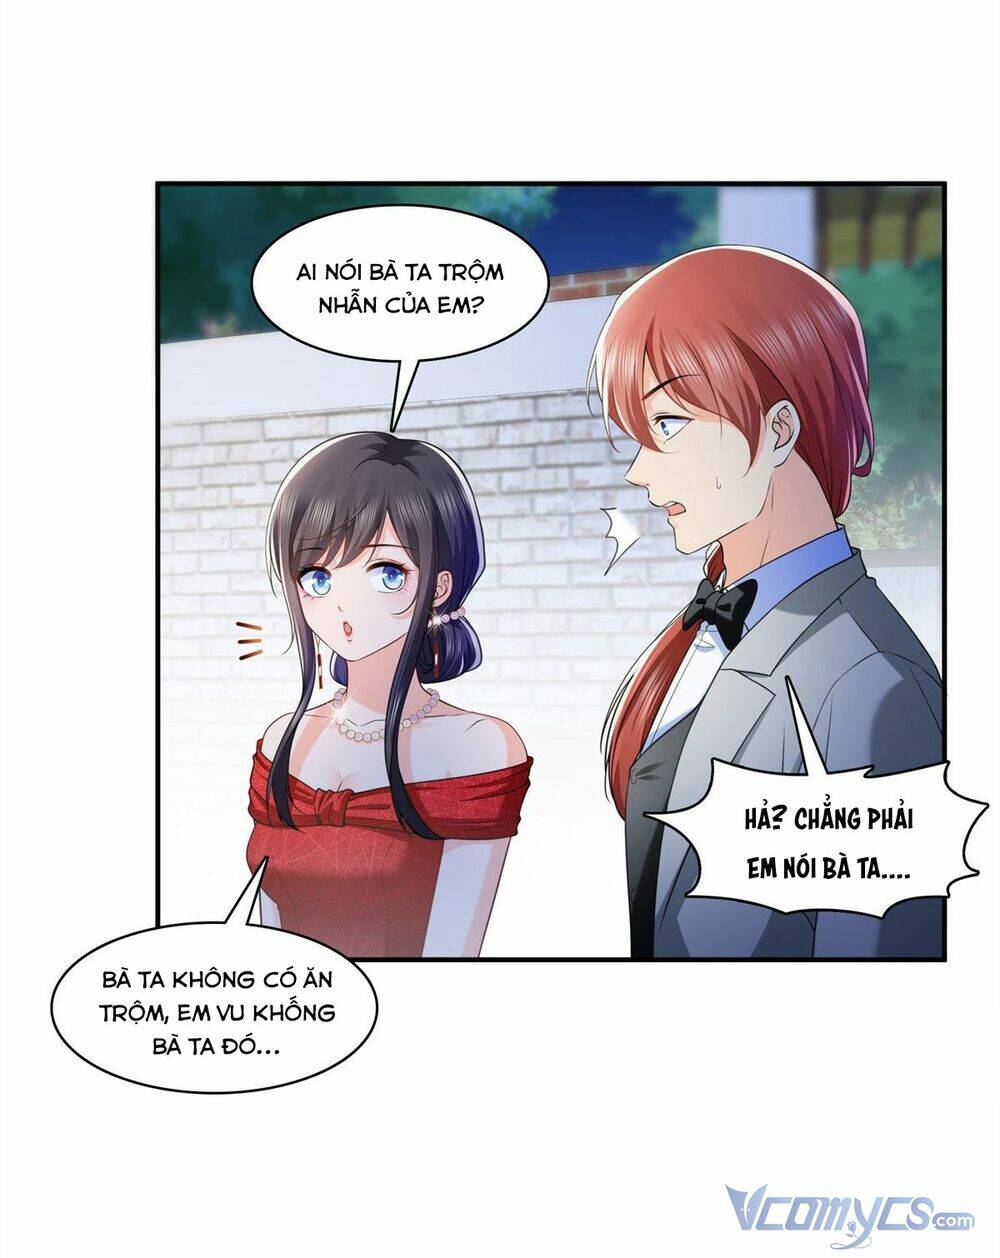 AI NÓI BÀ TA TRỘM
NHẪN CỦA EM?
HẢ? CHẲNG PHẢI
EM NÓI BÀ TA....
BÀ TA KHÔNG CÓ ĂN
TRỘM, EM VU KHỐNG
BÀ TA ĐÓ...
VCOMYCS.com